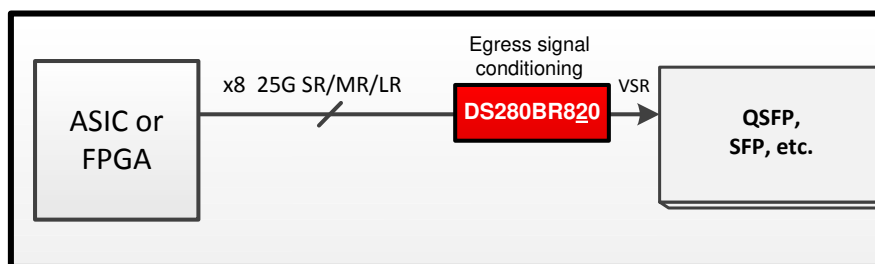 Egress signal
conditioning
x8 25G SR/MR/LR
VSR
DS280BR820
ASIC or
FPGA
QSFP,
SFP, etc.